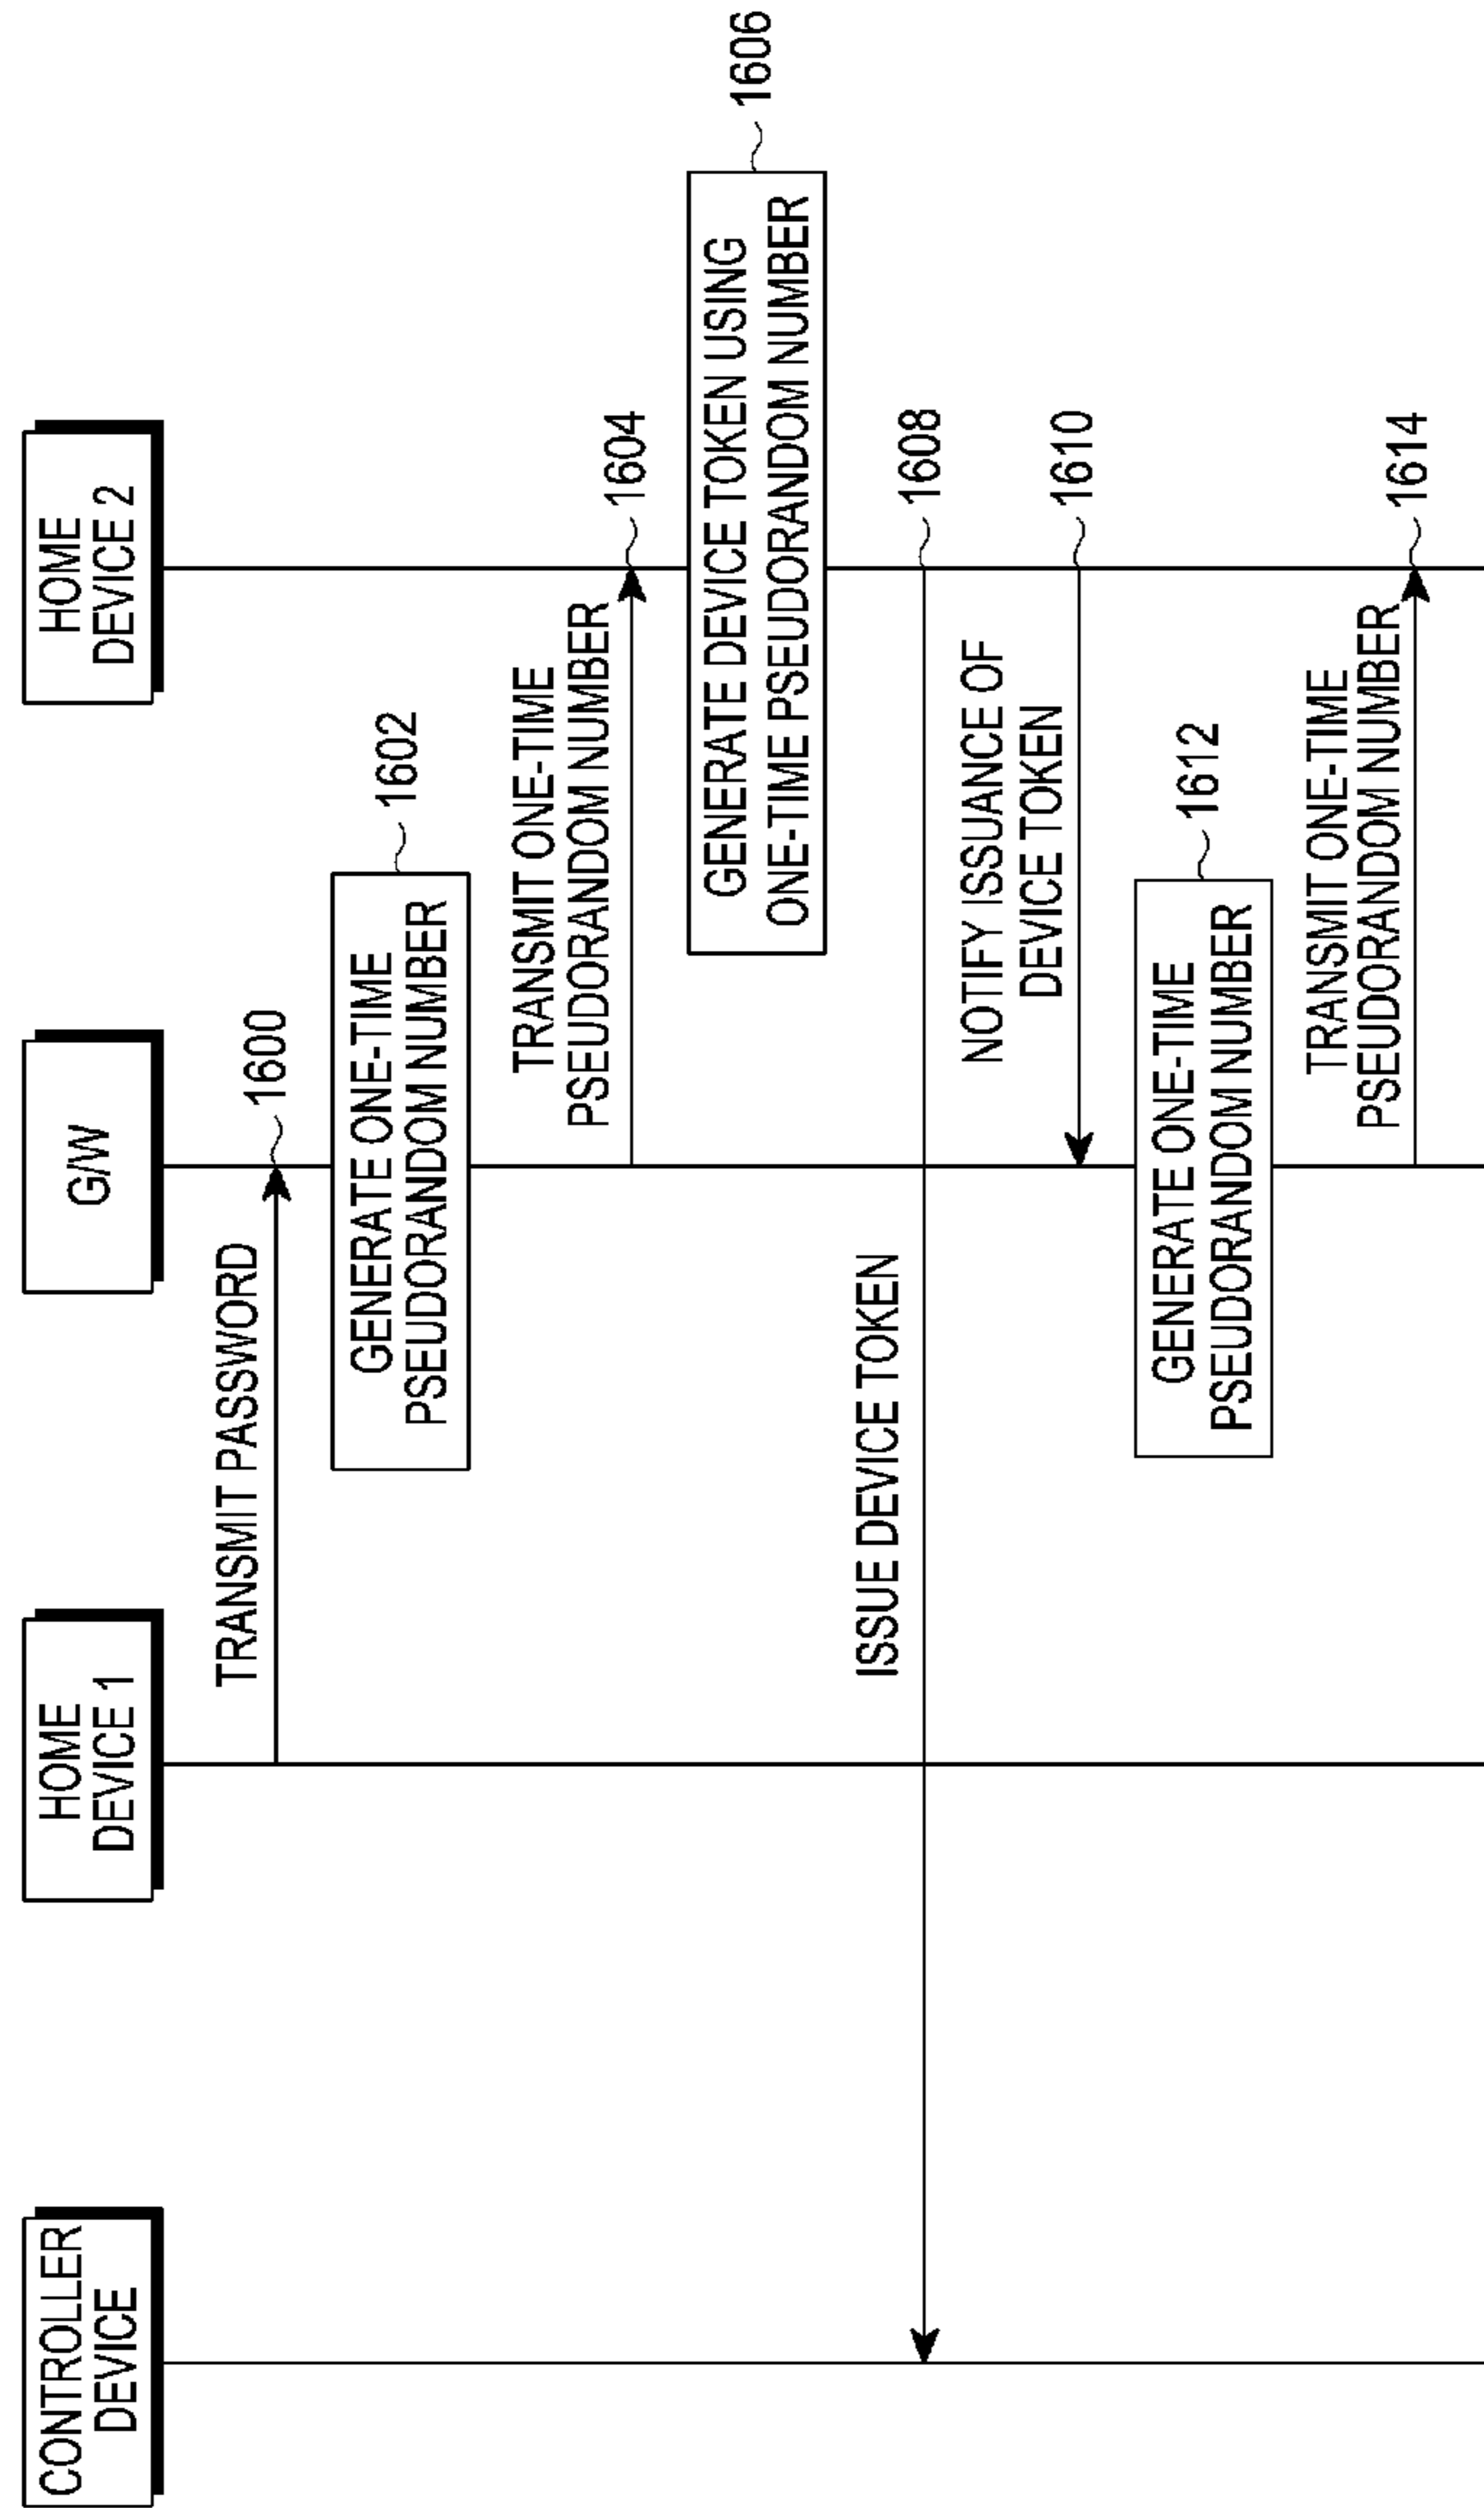 CONTROLLER
DEVICE
HOME
DEVICE 1
GW
HOME
DEVICE 2
TRANSMIT PASSWORD
1600
GENERATE ONE-TIME
PSEUDORANDOM NUMBER
1602
TRANSMIT ONE-TIME
PSEUDORANDOM NUMBER
1604
GENERATE DEVICE TOKEN USING
ONE-TIME PSEUDORANDOM NUMBER
1606
ISSUE DEVICE TOKEN
1608
NOTIFY ISSUANCE OF
DEVICE TOKEN
1610
GENERATE ONE-TIME
PSEUDORANDOM NUMBER
1612
TRANSMIT ONE-TIME
PSEUDORANDOM NUMBER
1614